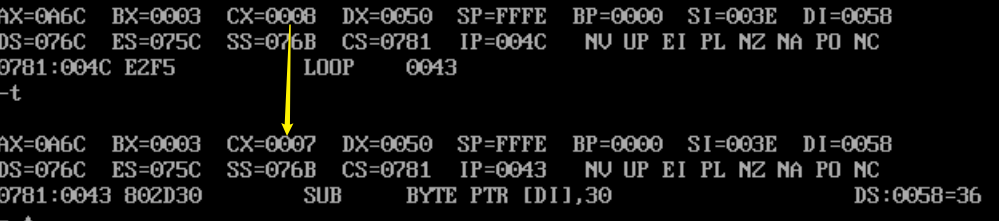 AX=0A6C BX=0003 CX=0008 DX=0050 SP=FFFE BP=0000 SI=003E DI=0058
DS=076C ES=075C SS=076B CS=0781 IP=004C NV UP EI PL NZ NA PO NC
0781:004C E2F5 LOOP 0043
-t
AX=0A6C BX=0003 CX=0007 DX=0050 SP=FFFE BP=0000 SI=003E DI=0058
DS=076C ES=075C SS=076B CS=0781 IP=0043 NV UP EI PL NZ NA PO NC
0781:0043 802D30 SUB BYTE PTR [DI],30 DS:0058=36